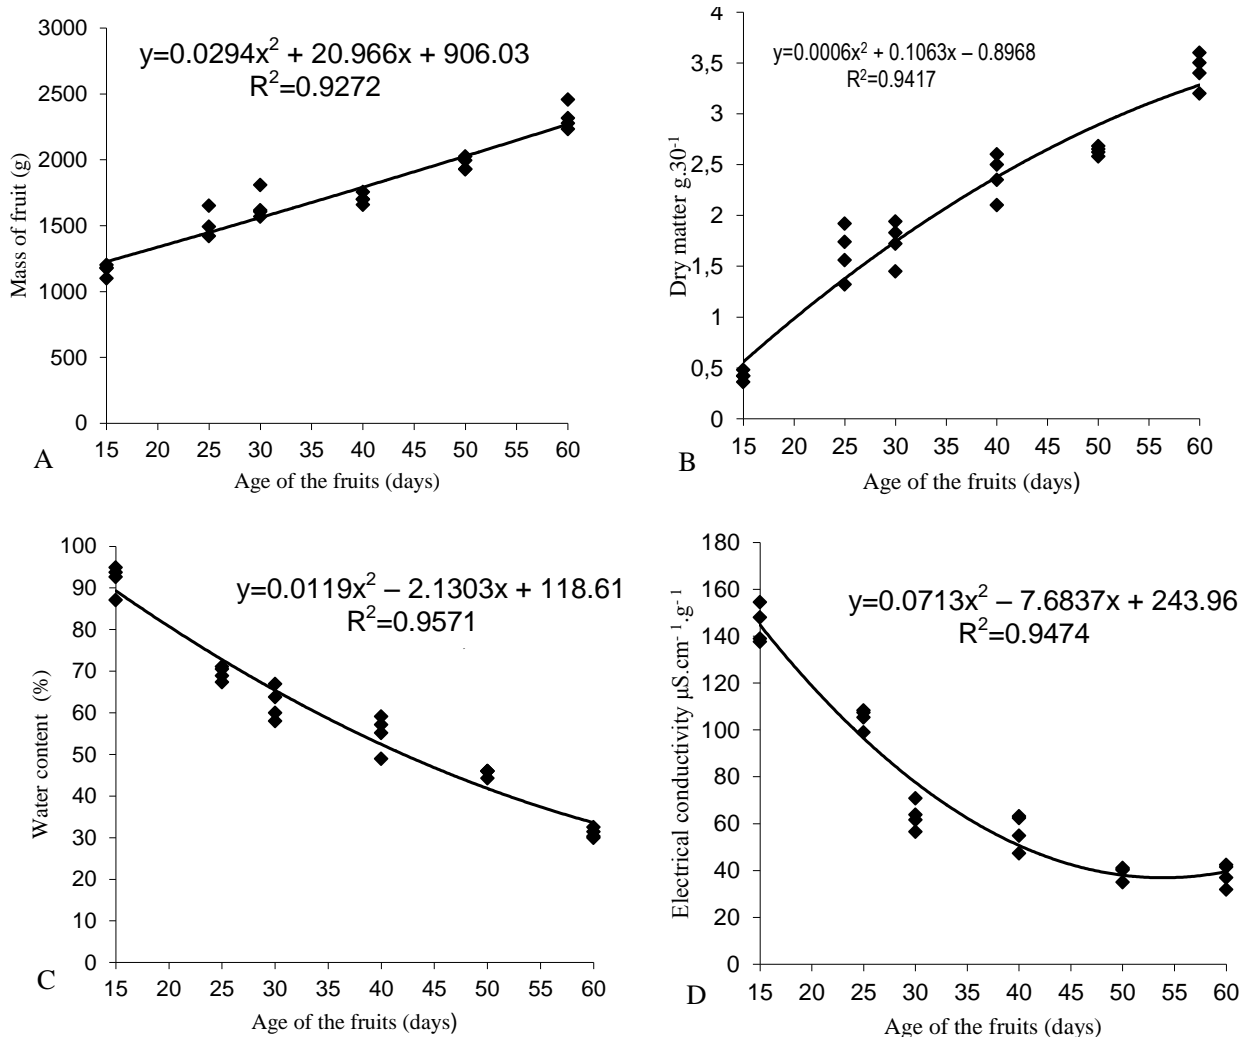 3000
2500
2000
1500
1000
500
0
Mass of fruit (g)
y=0.0294x² + 20.966x + 906.03
R²=0.9272
15 20 25 30 35 40 45 50 55 60
Age of the fruits (days)
A
4
3,5
3
2,5
2
1,5
1
0,5
0
Dry matter g.30⁻¹
y=0.0006x² + 0.1063x – 0.8968
R²=0.9417
15 20 25 30 35 40 45 50 55 60
Age of the fruits (days)
B
100
90
80
70
60
50
40
30
20
10
0
Water content (%)
y=0.0119x² – 2.1303x + 118.61
R²=0.9571
15 20 25 30 35 40 45 50 55 60
Age of the fruits (days)
C
180
160
140
120
100
80
60
40
20
0
Electrical conductivity µS.cm⁻¹.g⁻¹
y=0.0713x² – 7.6837x + 243.96
R²=0.9474
15 20 25 30 35 40 45 50 55 60
Age of the fruits (days)
D